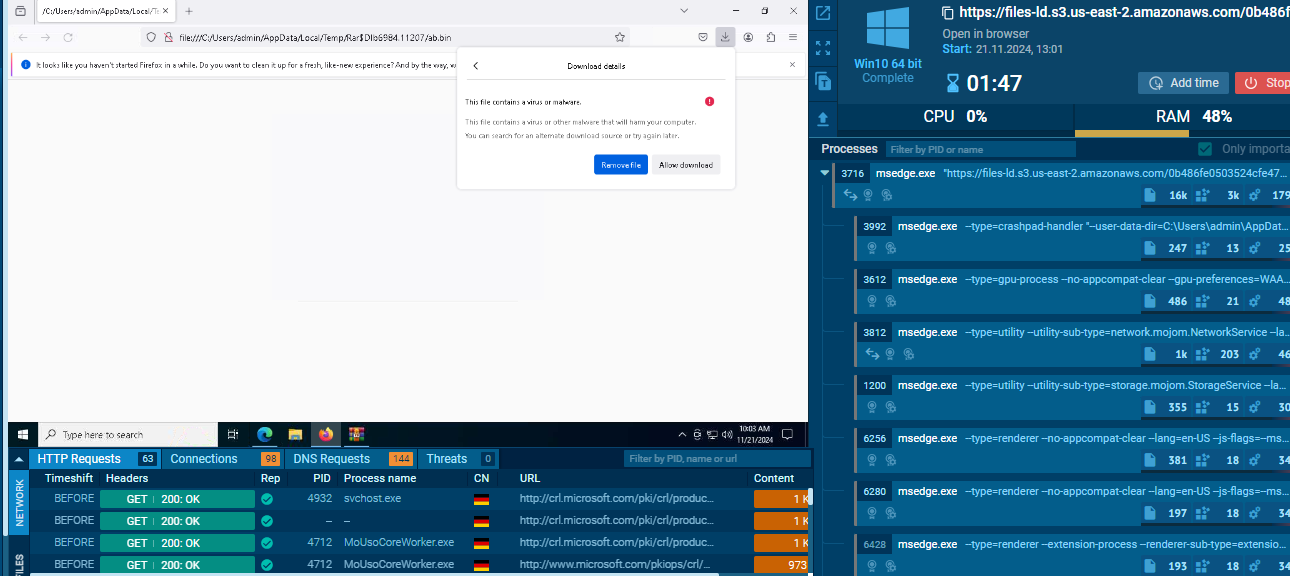 /C:/Users/admin/AppData/Local/Te
file:///C:/Users/admin/AppData/Local/Temp/Rar$DIb6984.11207/ab.bin
It looks like you haven't started Firefox in a while. Do you want to clean it up for a fresh, like-new experience? And by the way, w
Download details
This file contains a virus or malware.
This file contains a virus or other malware that will harm your computer.
You can search for an alternate download source or try again later.
Remove file
Allow download
Type here to search
10:03 AM
11/21/2024
HTTP Requests 63
Connections 98
DNS Requests 144
Threats 0
Filter by PID, name or url
NETWORK
FILES
Timeshift Headers Rep PID Process name CN URL Content
BEFORE GET 200: OK 4932 svchost.exe http://crl.microsoft.com/pki/crl/produc... 1 K
BEFORE GET 200: OK – – http://crl.microsoft.com/pki/crl/produc... 1 K
BEFORE GET 200: OK 4712 MoUsoCoreWorker.exe http://crl.microsoft.com/pki/crl/produc... 1 K
BEFORE GET 200: OK 4712 MoUsoCoreWorker.exe http://www.microsoft.com/pkiops/crl/... 973
Win10 64 bit
Complete
https://files-ld.s3.us-east-2.amazonaws.com/0b486f
Open in browser
Start: 21.11.2024, 13:01
01:47
Add time
Stop
CPU 0%
RAM 48%
Processes
Filter by PID or name
Only importa
3716 msedge.exe "https://files-ld.s3.us-east-2.amazonaws.com/0b486fe0503524cfe47...
16k 3k 179
3992 msedge.exe --type=crashpad-handler "--user-data-dir=C:\Users\admin\AppDat...
247 13 25
3612 msedge.exe --type=gpu-process --no-appcompat-clear --gpu-preferences=WAA...
486 21 48
3812 msedge.exe --type=utility --utility-sub-type=network.mojom.NetworkService --la...
1k 203 46
1200 msedge.exe --type=utility --utility-sub-type=storage.mojom.StorageService --la...
355 15 30
6256 msedge.exe --type=renderer --no-appcompat-clear --lang=en-US --js-flags=--ms...
381 18 34
6280 msedge.exe --type=renderer --no-appcompat-clear --lang=en-US --js-flags=--ms...
197 18 34
6428 msedge.exe --type=renderer --extension-process --renderer-sub-type=extensio...
193 18 34